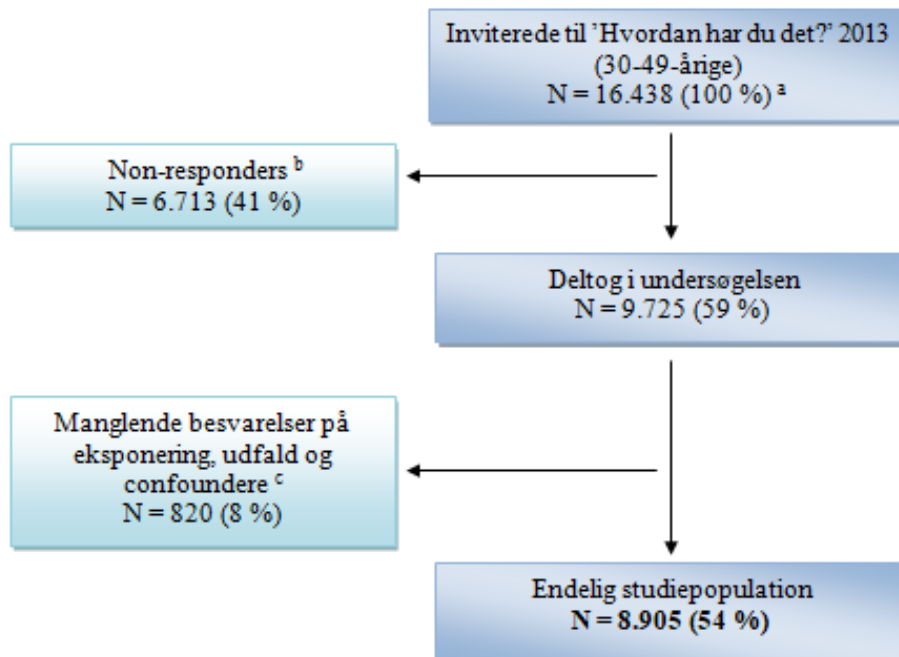 Inviterede til ’Hvordan har du det?’ 2013
(30-49-årige)
N = 16.438 (100 %) ᵃ
Non-responders ᵇ
N = 6.713 (41 %)
Deltog i undersøgelsen
N = 9.725 (59 %)
Manglende besvarelser på
eksponering, udfald og
confoundere ᶜ
N = 820 (8 %)
Endelig studiepopulation
N = 8.905 (54 %)